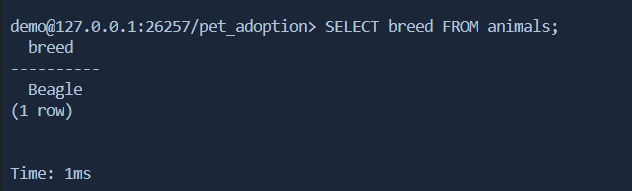 demo@127.0.0.1:26257/pet_adoption> SELECT breed FROM animals;
breed
----------
Beagle
(1 row)
Time: 1ms